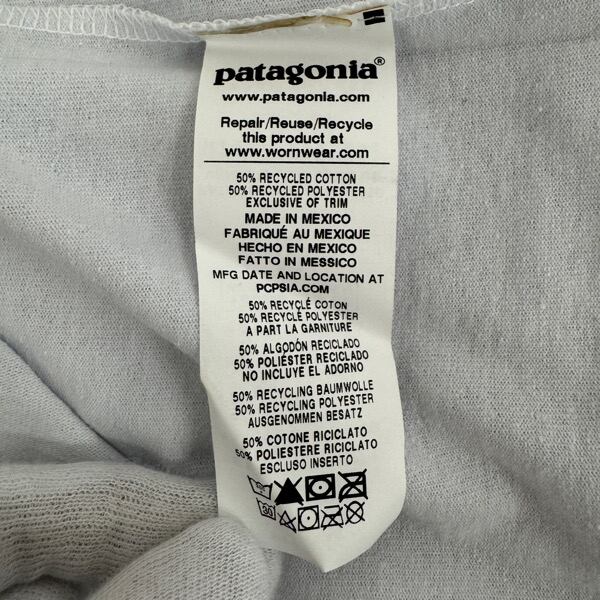 patagonia®
www.patagonia.com
Repair/Reuse/Recycle
this product at
www.wornwear.com
50% RECYCLED COTTON
50% RECYCLED POLYESTER
EXCLUSIVE OF TRIM
MADE IN MEXICO
FABRIQUÉ AU MEXIQUE
HECHO EN MEXICO
FATTO IN MESSICO
MFG DATE AND LOCATION AT
PCPSIA.COM
50% RECYCLÉ COTON
50% RECYCLÉ POLYESTER
A PART LA GARNITURE
50% ALGODÓN RECICLADO
50% POLIÉSTER RECICLADO
NO INCLUYE EL ADORNO
50% RECYCLING BAUMWOLLE
50% RECYCLING POLYESTER
AUSGENOMMEN BESATZ
50% COTONE RICICLATO
50% POLIESTERE RICICLATO
ESCLUSO INSERTO
30